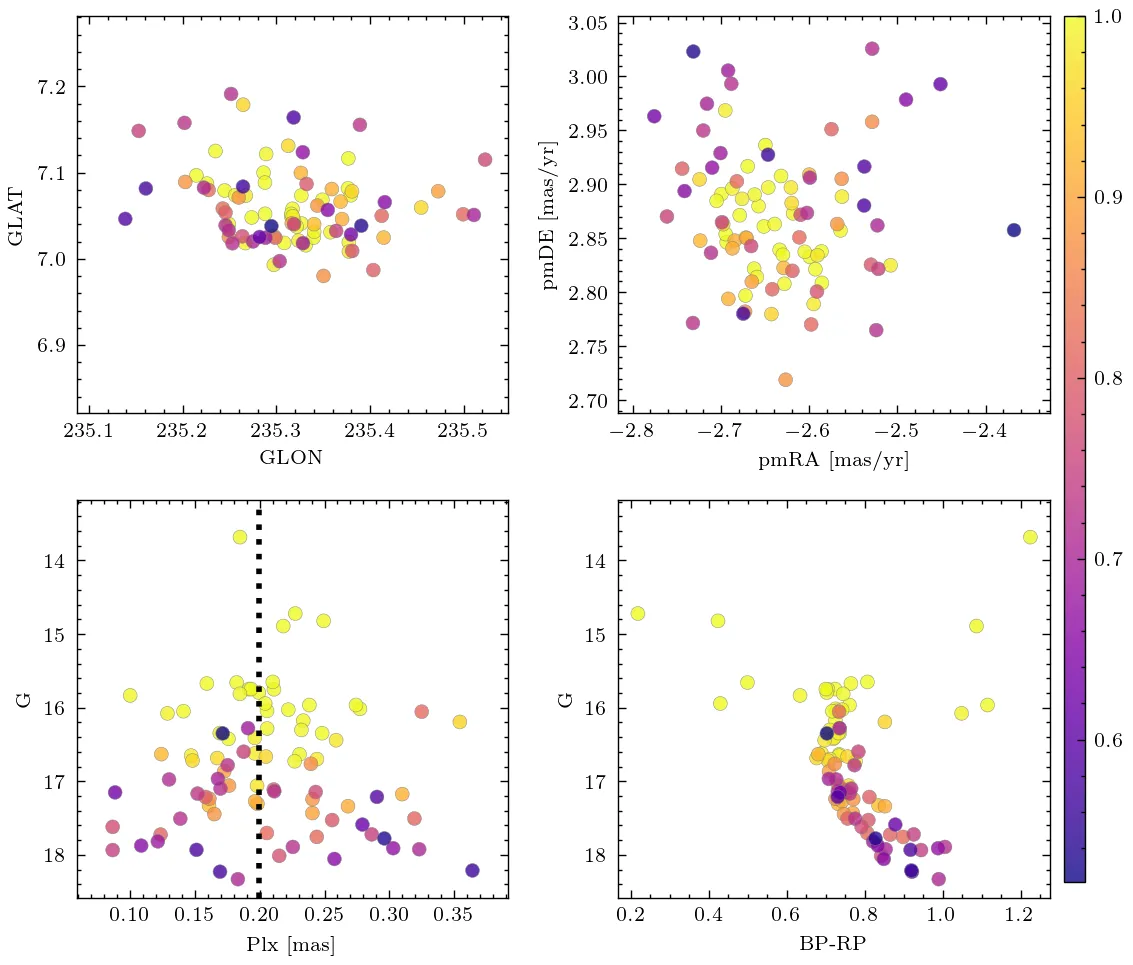 7.2
7.1
7.0
6.9
GLAT
235.1 235.2 235.3 235.4 235.5
GLON
3.05
3.00
2.95
2.90
2.85
2.80
2.75
2.70
pmDE [mas/yr]
−2.8 −2.7 −2.6 −2.5 −2.4
pmRA [mas/yr]
1.0
0.9
0.8
0.7
0.6
14
15
16
17
18
G
0.10 0.15 0.20 0.25 0.30 0.35
Plx [mas]
14
15
16
17
18
G
0.2 0.4 0.6 0.8 1.0 1.2
BP-RP